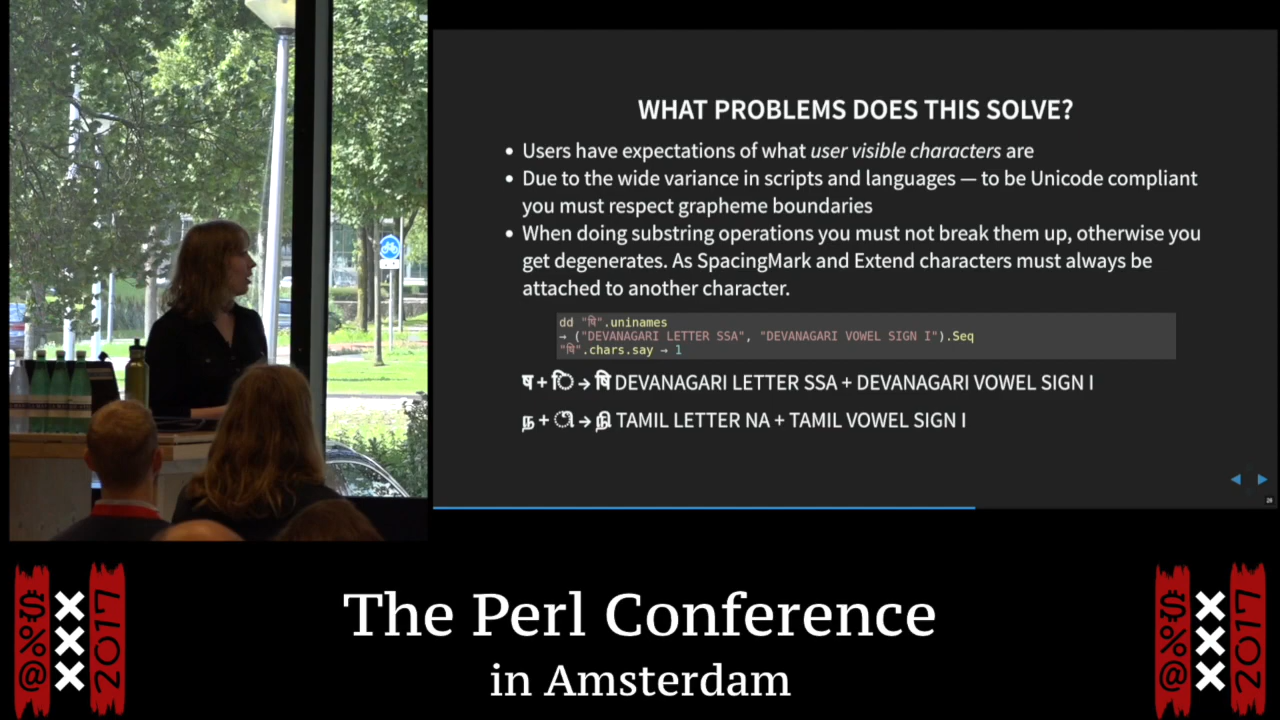 WHAT PROBLEMS DOES THIS SOLVE?
• Users have expectations of what user visible characters are
• Due to the wide variance in scripts and languages — to be Unicode compliant
you must respect grapheme boundaries
• When doing substring operations you must not break them up, otherwise you
get degenerates. As SpacingMark and Extend characters must always be
attached to another character.
dd "षि".uninames
→ ("DEVANAGARI LETTER SSA", "DEVANAGARI VOWEL SIGN I").Seq
"षि".chars.say → 1
ष + ि → षि DEVANAGARI LETTER SSA + DEVANAGARI VOWEL SIGN I
ந + ி → நி TAMIL LETTER NA + TAMIL VOWEL SIGN I
28
The Perl Conference
in Amsterdam
$@%& XXX 2017
$@%& XXX 2017